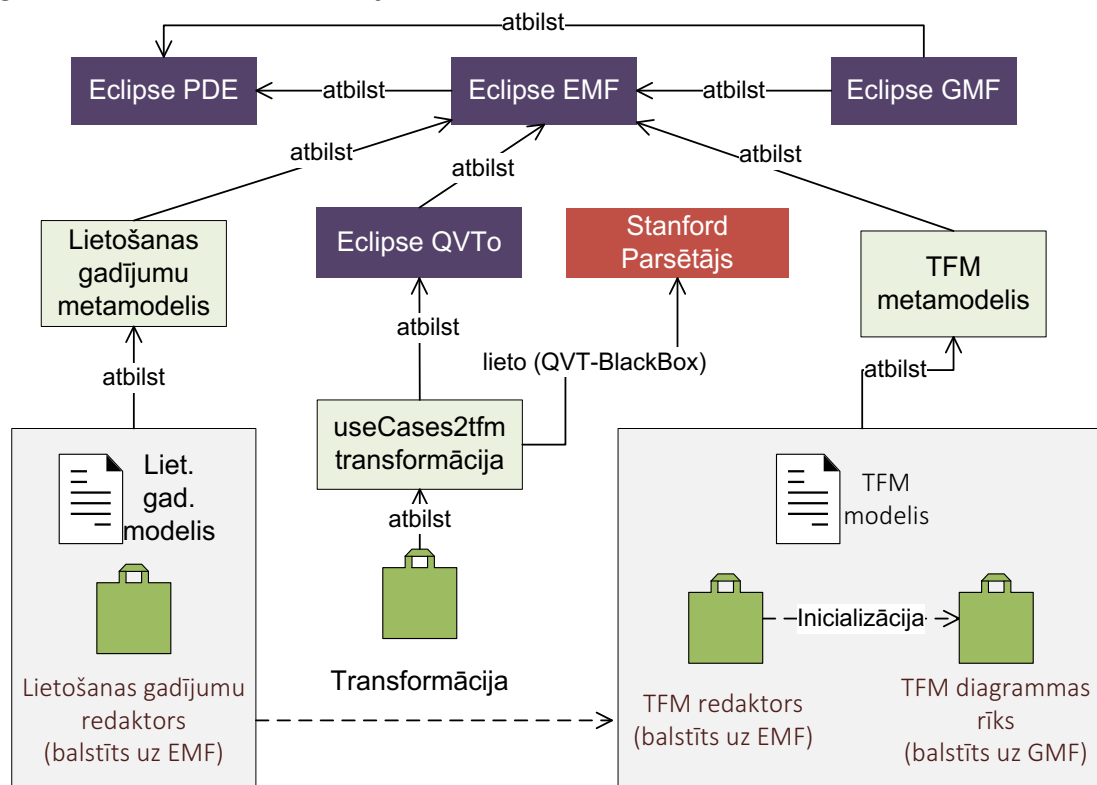 atbilst
Eclipse PDE
atbilst
Eclipse EMF
atbilst
Eclipse GMF
atbilst
atbilst
atbilst
Lietošanas
gadījumu
metamodelis
Eclipse QVTo
Stanford
Parsētājs
TFM
metamodelis
atbilst
atbilst
lieto (QVT-BlackBox)
atbilst
useCases2tfm
transformācija
Liet.
gad.
modelis
atbilst
TFM
modelis
Inicializācija
Transformācija
Lietošanas gadījumu
redaktors
(balstīts uz EMF)
TFM redaktors
(balstīts uz EMF)
TFM diagrammas
rīks
(balstīts uz GMF)